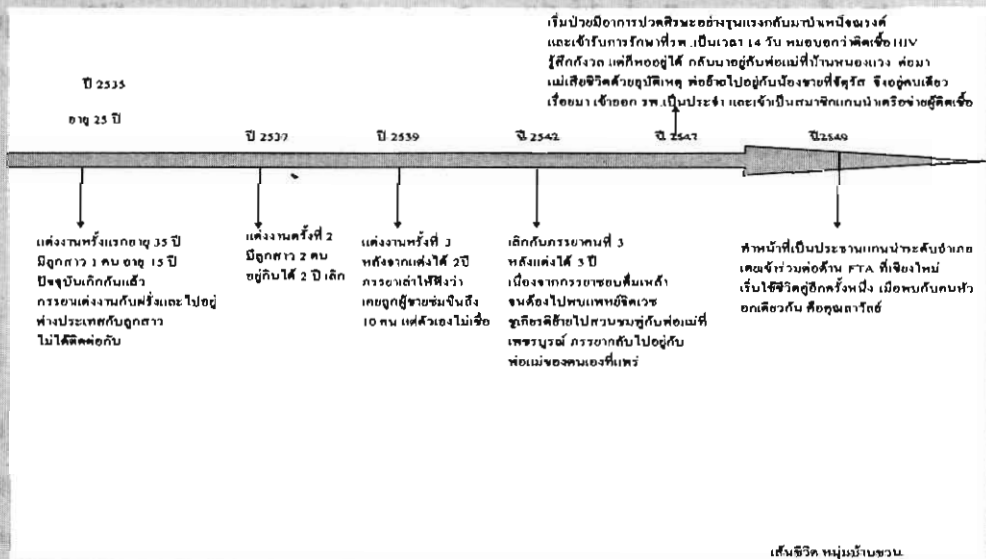 เริ่มป่วยมีอาการปวดศีรษะอย่างรุนแรงกลับมาบำเหน็จณรงค์
และเข้ารับการรักษาที่รพ.เป็นเวลา 14 วัน หมอบอกว่าติดเชื้อ HIV
รู้สึกกังวล แต่ก็พออยู่ได้ กลับมาอยู่กับพ่อแม่ที่บ้านหนองแวง ต่อมา
แม่เสียชีวิตด้วยอุบัติเหตุ พ่อย้ายไปอยู่กับน้องชายที่จัตุรัส จึงอยู่คนเดียว
เรื่อยมา เข้าออก รพ.เป็นประจำ และเข้าเป็นสมาชิกแกนนำเครือข่ายผู้ติดเชื้อ
ปี 2535
อายุ 25 ปี
ปี 2537
ปี 2539
ปี 2542
ปี 2547
ปี 2549
แต่งงานครั้งแรกอายุ 35 ปี
มีลูกสาว 1 คน อายุ 15 ปี
ปัจจุบันเลิกกันแล้ว
ภรรยาแต่งงานกับฝรั่งและไปอยู่
ต่างประเทศกับลูกสาว
ไม่ได้ติดต่อกัน
แต่งงานครั้งที่ 2
มีลูกสาว 2 คน
อยู่กินได้ 2 ปี เลิก
แต่งงานครั้งที่ 3
หลังจากแต่งได้ 2ปี
ภรรยาเล่าให้ฟังว่า
เคยถูกผู้ชายข่มขืนถึง
10 คน แต่ตัวเองไม่เชื่อ
เลิกกับภรรยาคนที่ 3
หลังแต่งได้ 3 ปี
เนื่องจากภรรยาชอบดื่มเหล้า
จนต้องไปพบแพทย์จิตเวช
ชูเกียรติย้ายไปสวนชมพู่กับพ่อแม่ที่
เพชรบูรณ์ ภรรยากลับไปอยู่กับ
พ่อแม่ของตนเองที่แพร่
ทำหน้าที่เป็นประธานแกนนำระดับอำเภอ
เคยเข้าร่วมต่อต้าน FTA ที่เชียงใหม่
เริ่มใช้ชีวิตคู่อีกครั้งหนึ่ง เมื่อพบกับคนหัว
อกเดียวกัน คือคุณถาวัลย์
เส้นชีวิต หนุ่มบ้านชวน